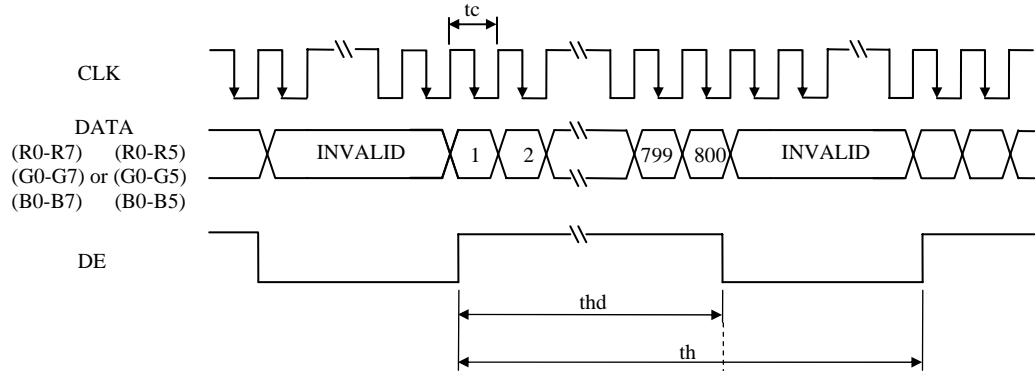 tc
CLK
DATA
(R0-R7) (R0-R5)
(G0-G7) or (G0-G5)
(B0-B7) (B0-B5)
INVALID 1 2 799 800 INVALID
DE
thd
th